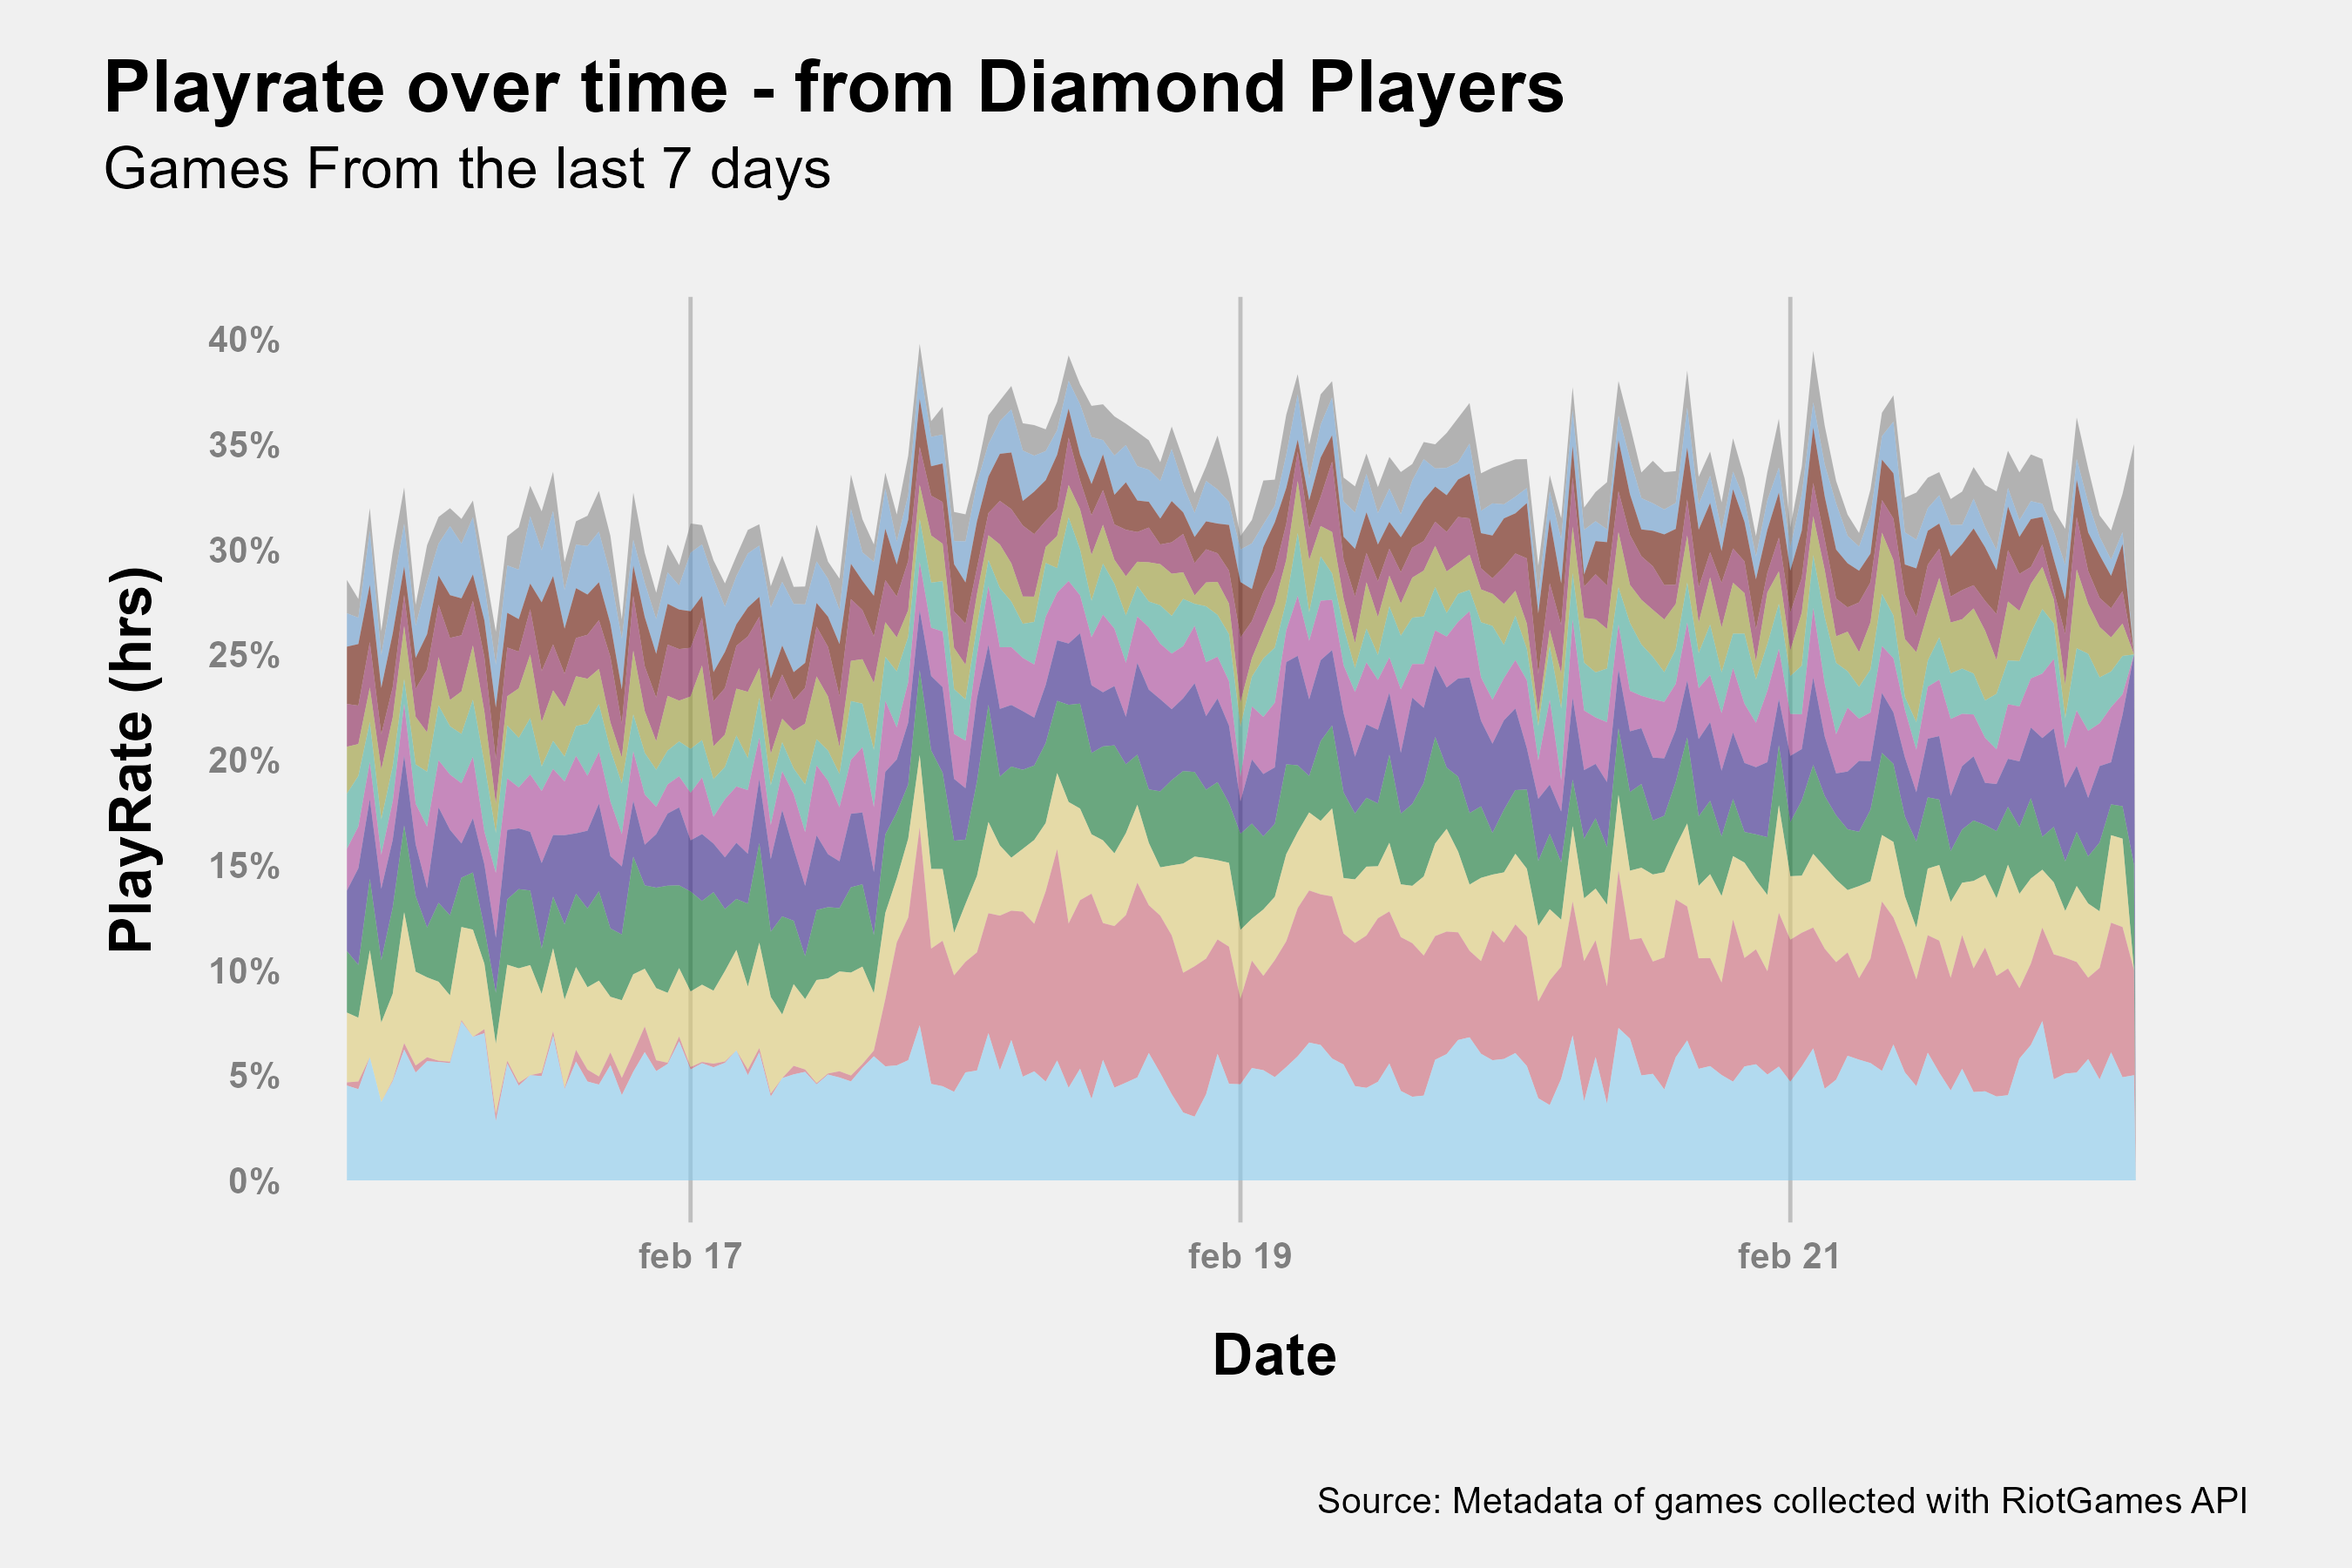 Playrate over time - from Diamond Players
Games From the last 7 days
PlayRate (hrs)
40%
35%
30%
25%
20%
15%
10%
5%
0%
feb 17
feb 19
feb 21
Date
Source: Metadata of games collected with RiotGames API